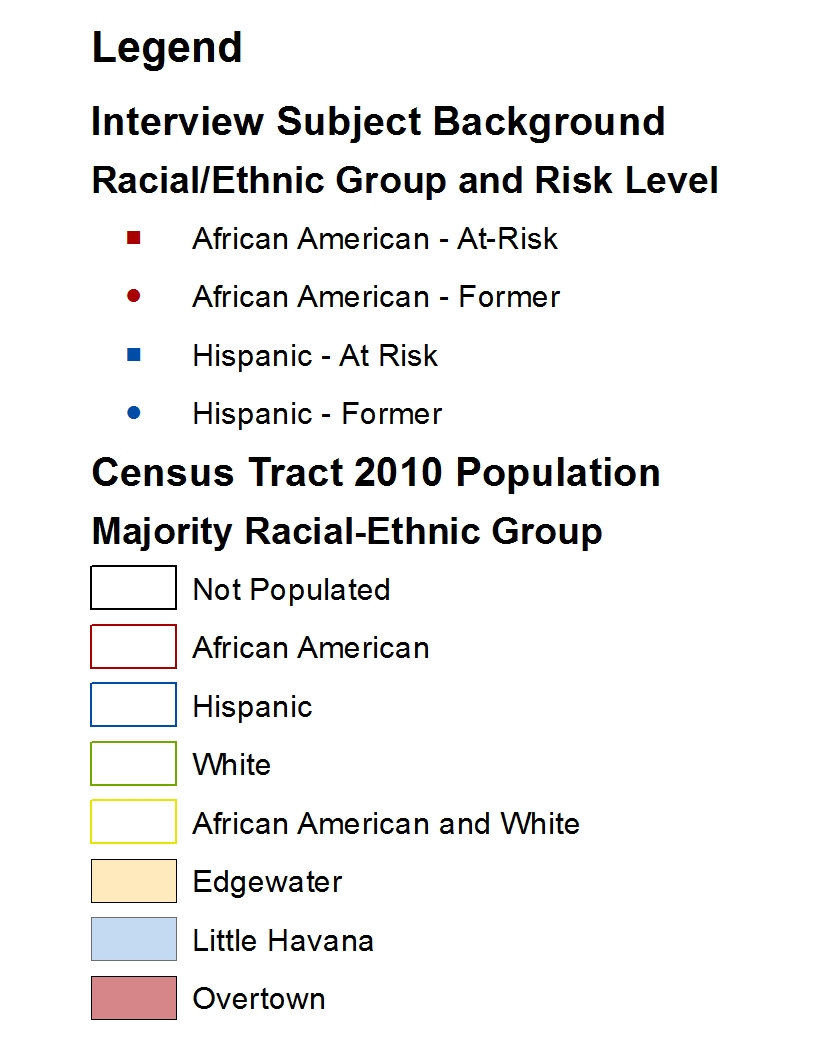 Legend
Interview Subject Background
Racial/Ethnic Group and Risk Level
African American - At-Risk
African American - Former
Hispanic - At Risk
Hispanic - Former
Census Tract 2010 Population
Majority Racial-Ethnic Group
Not Populated
African American
Hispanic
White
African American and White
Edgewater
Little Havana
Overtown